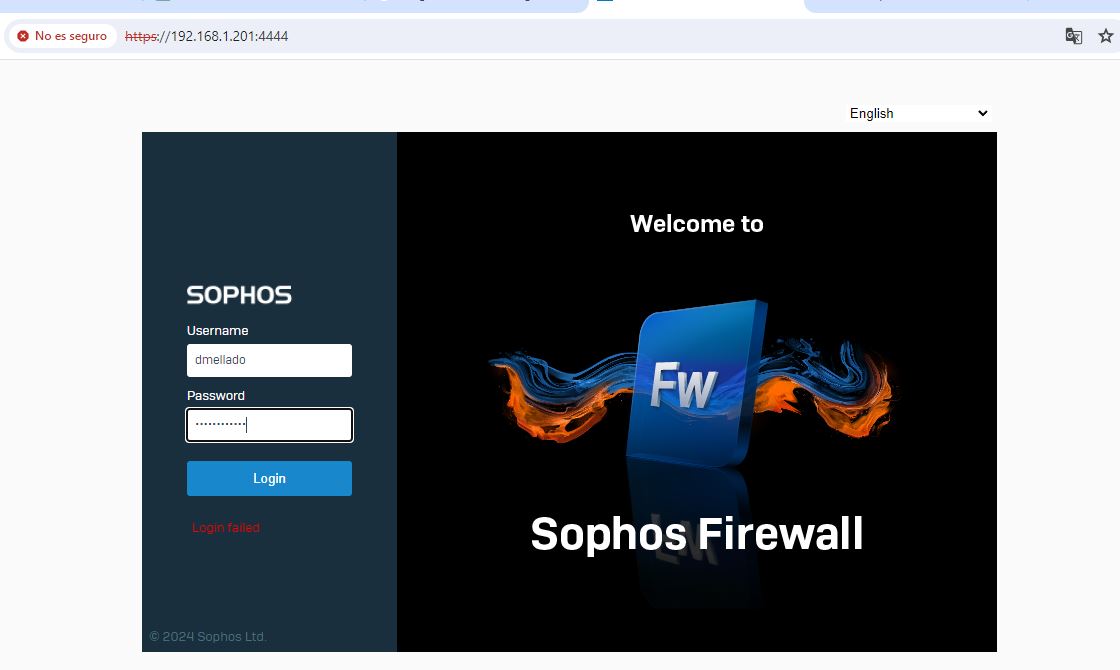 No es seguro https://192.168.1.201:4444
English
Welcome to
SOPHOS
Username
dmellado
Fw
Password
············
Login
Login failed
Sophos Firewall
© 2024 Sophos Ltd.